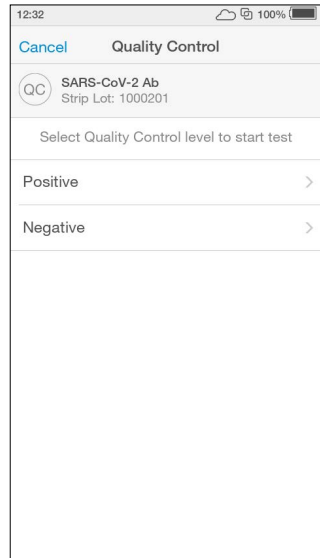 12:32 100%
Cancel Quality Control
QC SARS-CoV-2 Ab
Strip Lot: 1000201
Select Quality Control level to start test
Positive
Negative